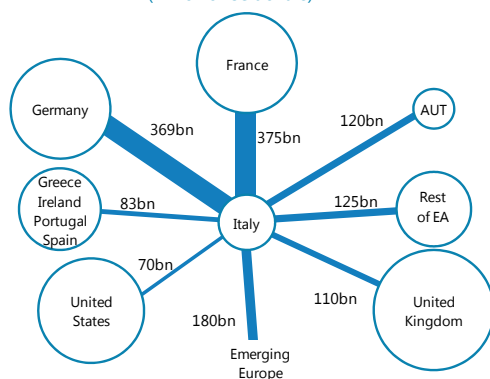 France
Germany
AUT
369bn
375bn
120bn
Greece
Ireland
Portugal
Spain
83bn
125bn
Rest
of EA
Italy
70bn
110bn
United
States
180bn
United
Kingdom
Emerging
Europe